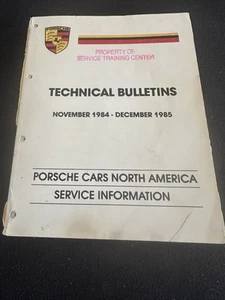 PROPERTY OF
SERVICE TRAINING CENTER
TECHNICAL BULLETINS
NOVEMBER 1984 - DECEMBER 1985
PORSCHE CARS NORTH AMERICA
SERVICE INFORMATION